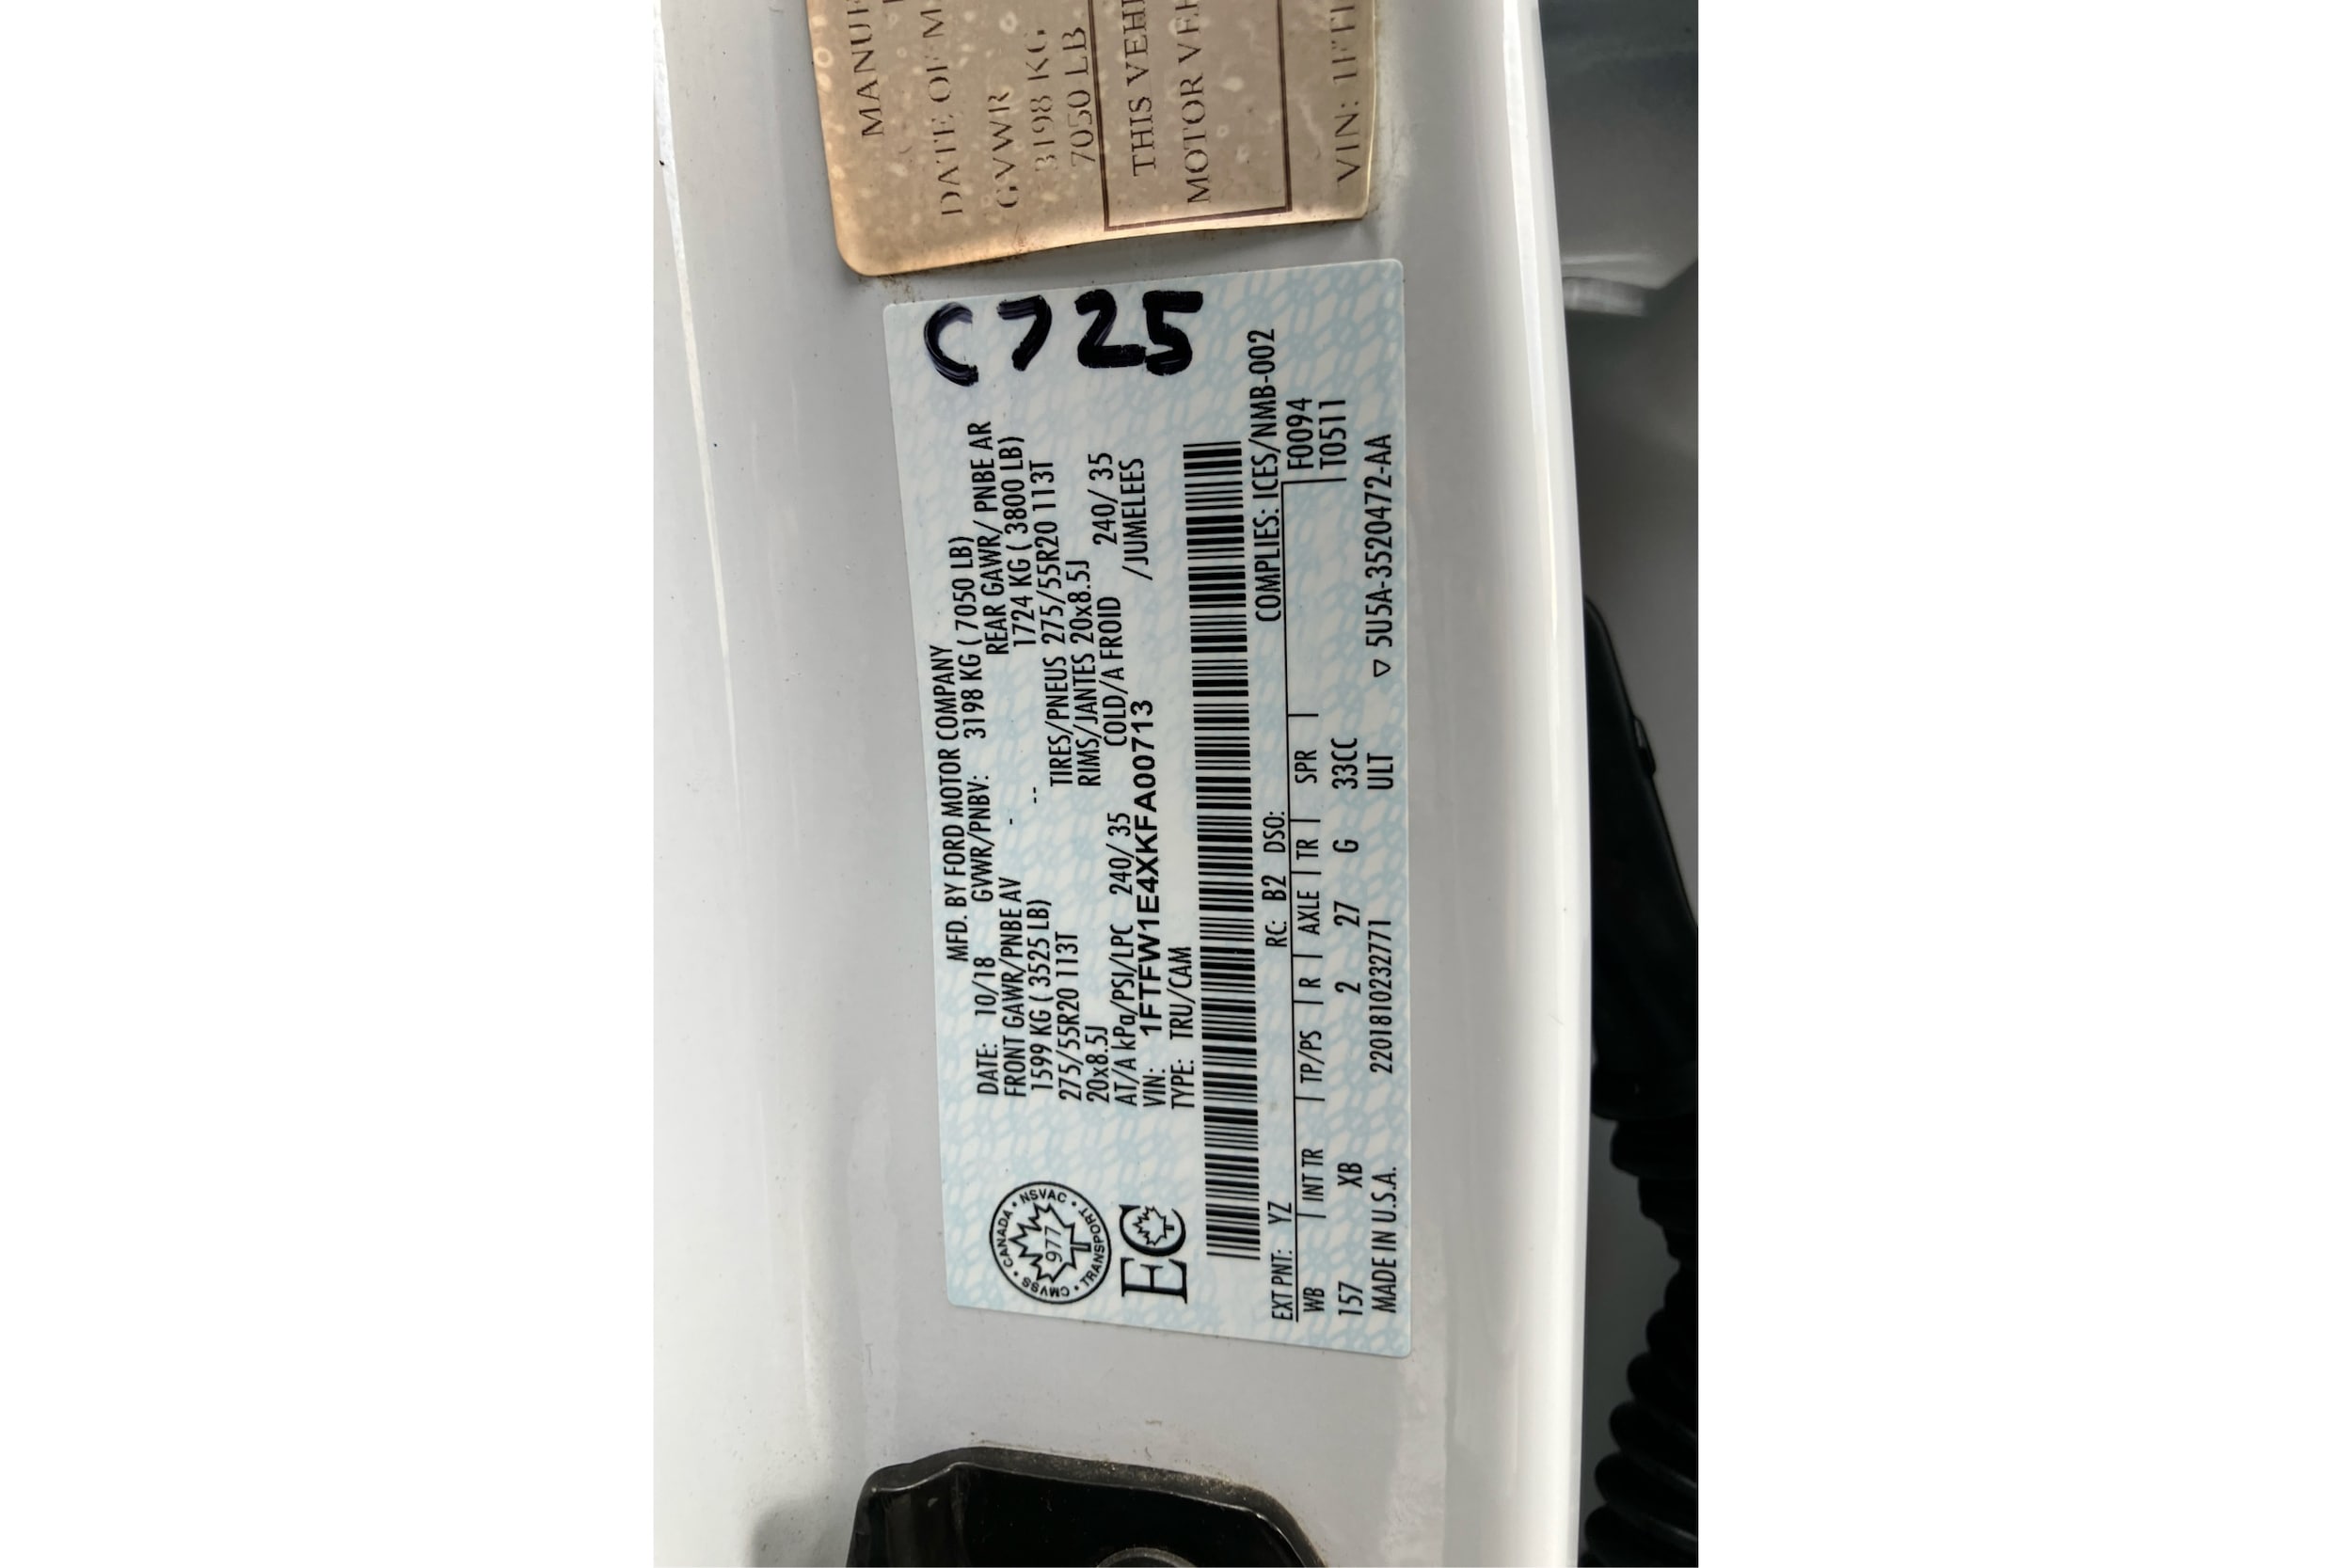 MANUF
DATE OF M
GVWR
3198 KG
7050 LB
THIS VEHI
MOTOR VEH
VIN: 1FT
C725
MFD. BY FORD MOTOR COMPANY
DATE: 10/18 GVWR/PNBV: 3198 KG ( 7050 LB)
FRONT GAWR/PNBE AV - REAR GAWR/ PNBE AR
1599 KG ( 3525 LB) -- 1724 KG ( 3800 LB)
275/55R20 113T TIRES/PNEUS 275/55R20 113T
20x8.5J RIMS/JANTES 20x8.5J
AT/A kPa/PSI/LPC 240/ 35 COLD/A FROID 240/ 35
VIN: 1FTFW1E4XKFA00713 /JUMELEES
TYPE: TRU/CAM
CMVSS • CANADA • NSVAC • TRANSPORT •
977
EC
COMPLIES: ICES/NMB-002
EXT PNT: YZ RC: B2 DSO: F0094
WB | INT TR | TP/PS | R | AXLE | TR | SPR | T0511
157 XB 2 27 G 33CC
MADE IN U.S.A. 2201810232771 ULT ▽ 5U5A-3520472-AA